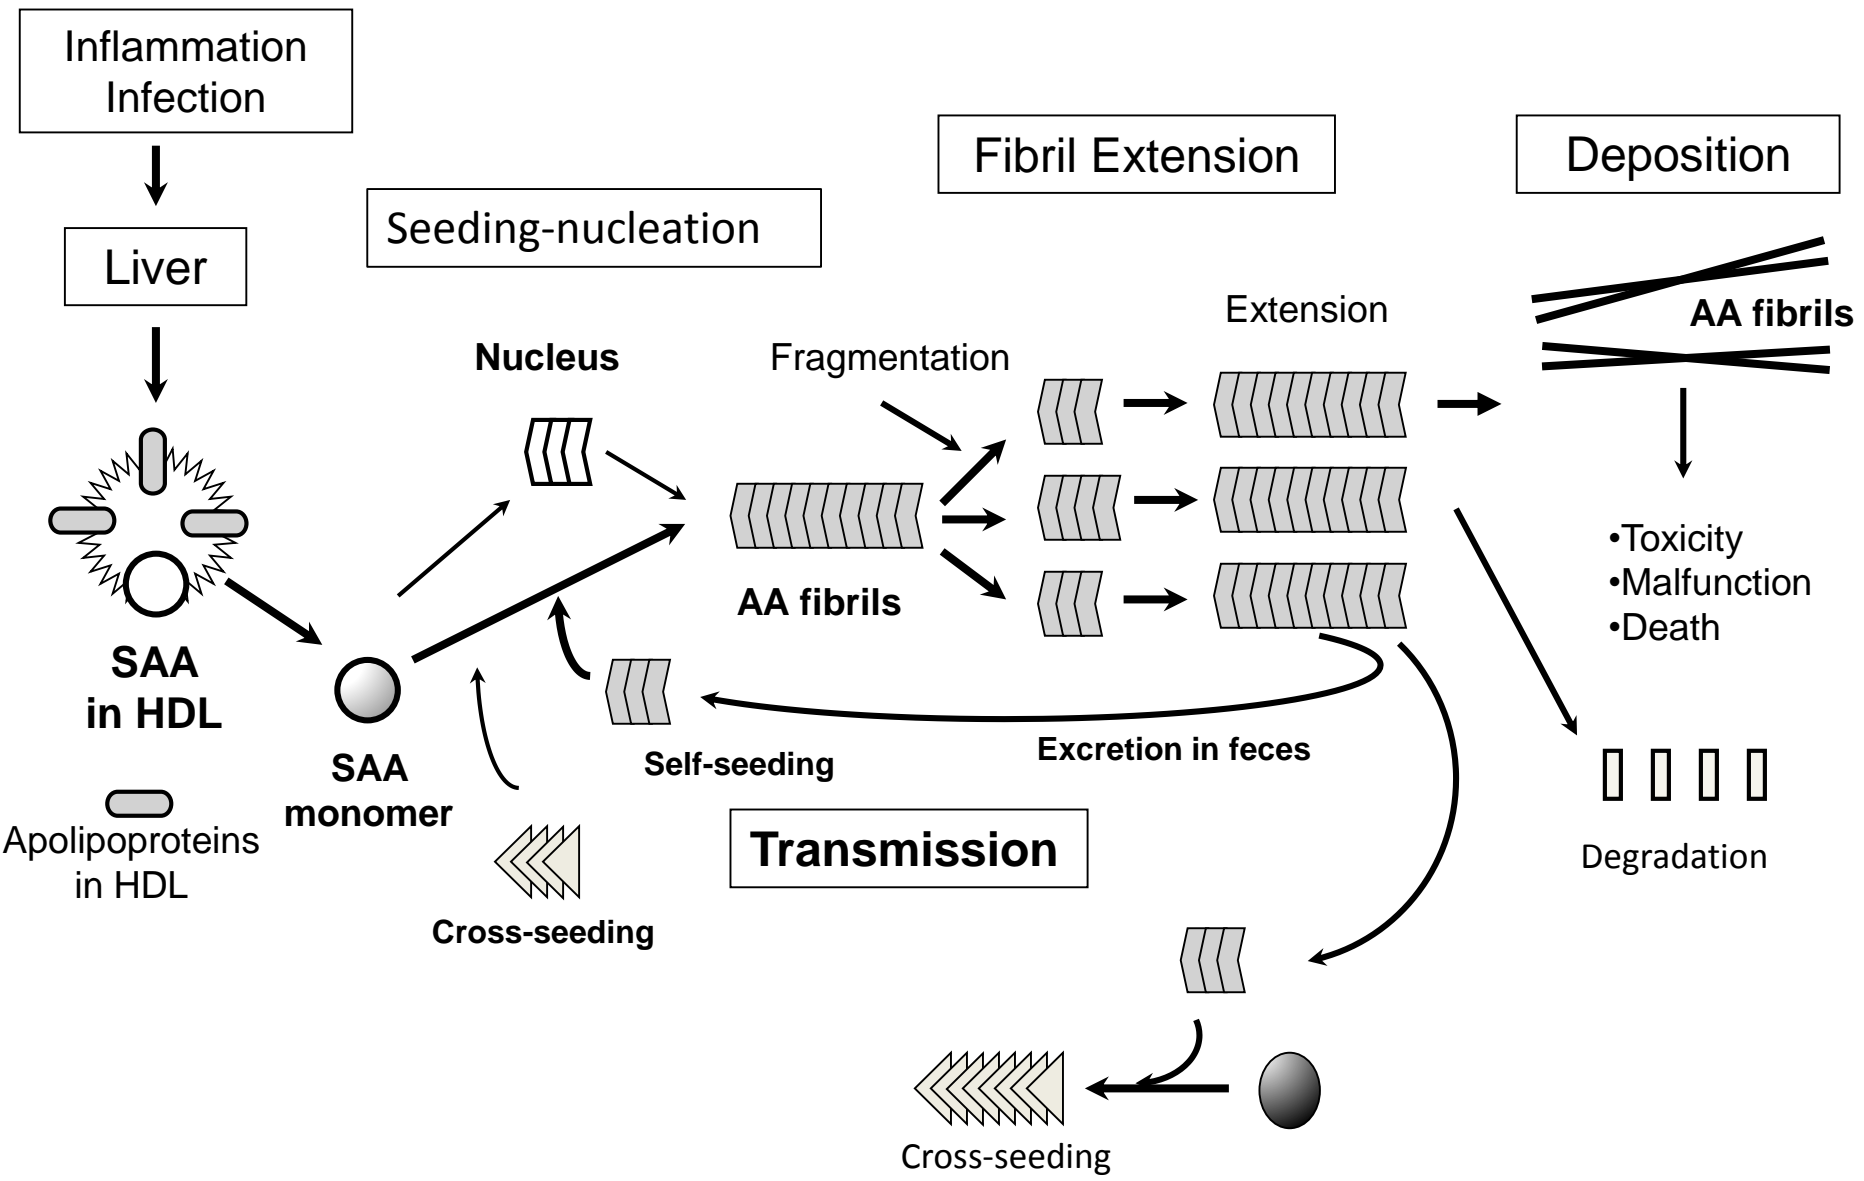 Inflammation
Infection
Liver
SAA
in HDL
Apolipoproteins
in HDL
Seeding-nucleation
Nucleus
SAA
monomer
Cross-seeding
Self-seeding
Fragmentation
AA fibrils
Fibril Extension
Extension
Excretion in feces
Transmission
Cross-seeding
Deposition
AA fibrils
•Toxicity
•Malfunction
•Death
Degradation